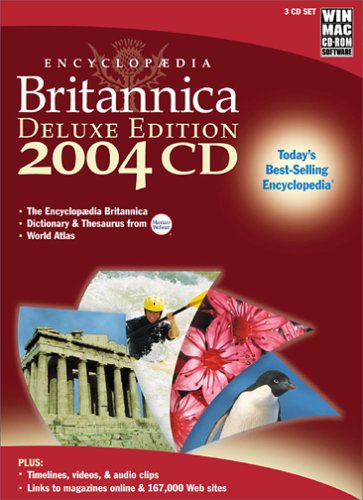 3 CD SET
WIN
MAC
CD-ROM
SOFTWARE
ENCYCLOPÆDIA
Britannica
DELUXE EDITION
2004 CD
Today's
Best-Selling
Encyclopedia*
• The Encyclopædia Britannica
• Dictionary & Thesaurus from Merriam-Webster
• World Atlas
PLUS:
• Timelines, videos, & audio clips
• Links to magazines online & 167,000 Web sites